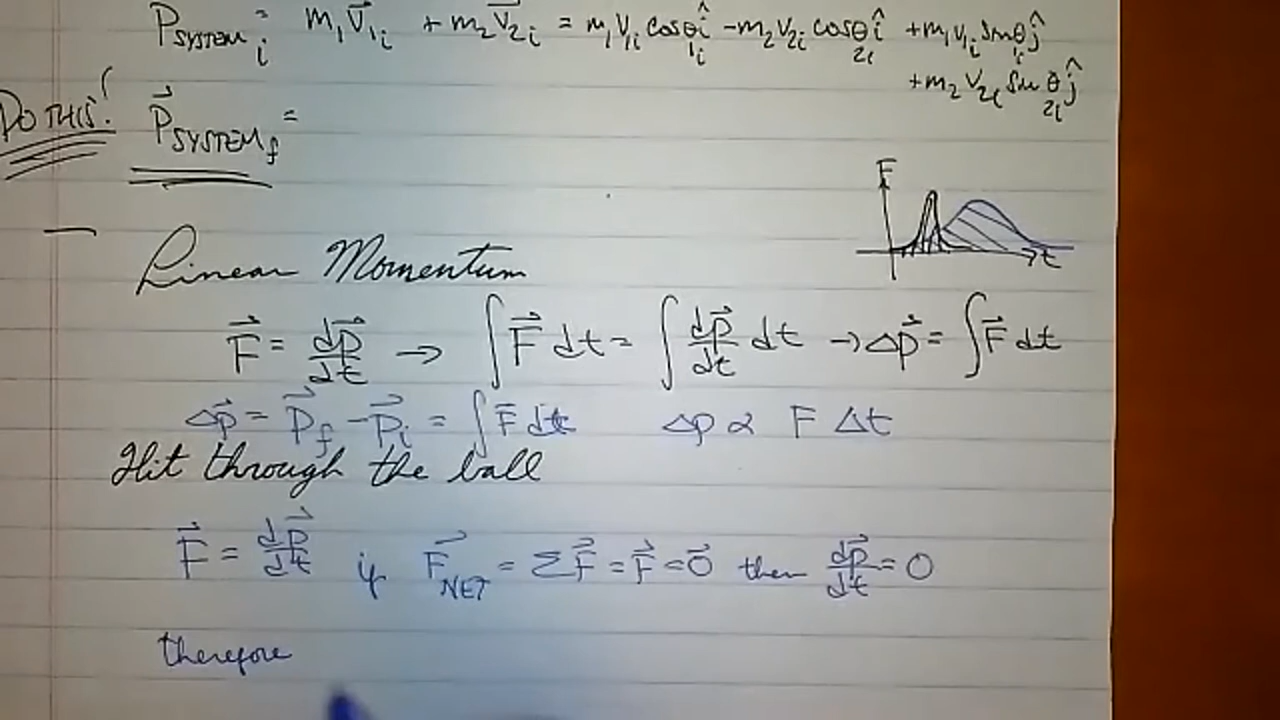 P_SYSTEM_i = m₁v⃗₁ᵢ + m₂v⃗₂ᵢ = m₁v₁ᵢ cosθ₁ᵢ î - m₂v₂ᵢ cosθ₂ᵢ î + m₁v₁ᵢ sinθ₁ᵢ ĵ
+ m₂v₂ᵢ sinθ₂ᵢ ĵ
DO THIS! P⃗_SYSTEM_f =
F
t
Linear Momentum
F⃗ = dp⃗/dt → ∫F⃗ dt = ∫ dp⃗/dt dt → Δp⃗ = ∫F⃗ dt
Δp⃗ = p⃗_f - p⃗ᵢ = ∫F⃗ dt Δp ∝ F Δt
Hit through the ball
F⃗ = dp⃗/dt if F⃗_NET = ΣF⃗ = F⃗ = 0⃗ then dp⃗/dt = 0
therefore